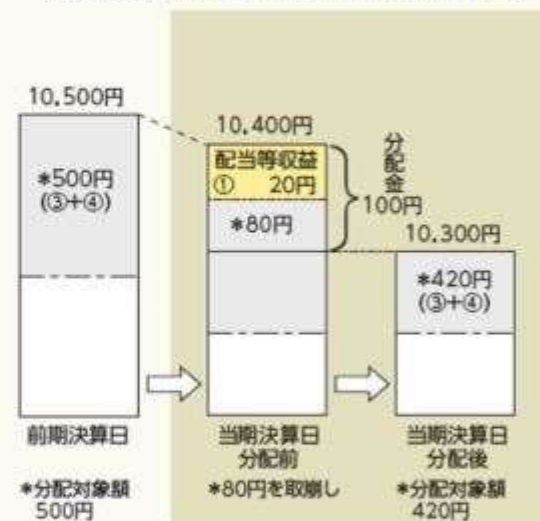 10,500円
*500円
(③+④)
前期決算日
*分配対象額
500円
10,400円
配当等収益
① 20円
*80円
分配金
100円
当期決算日
分配前
*80円を取崩し
10,300円
*420円
(③+④)
当期決算日
分配後
*分配対象額
420円